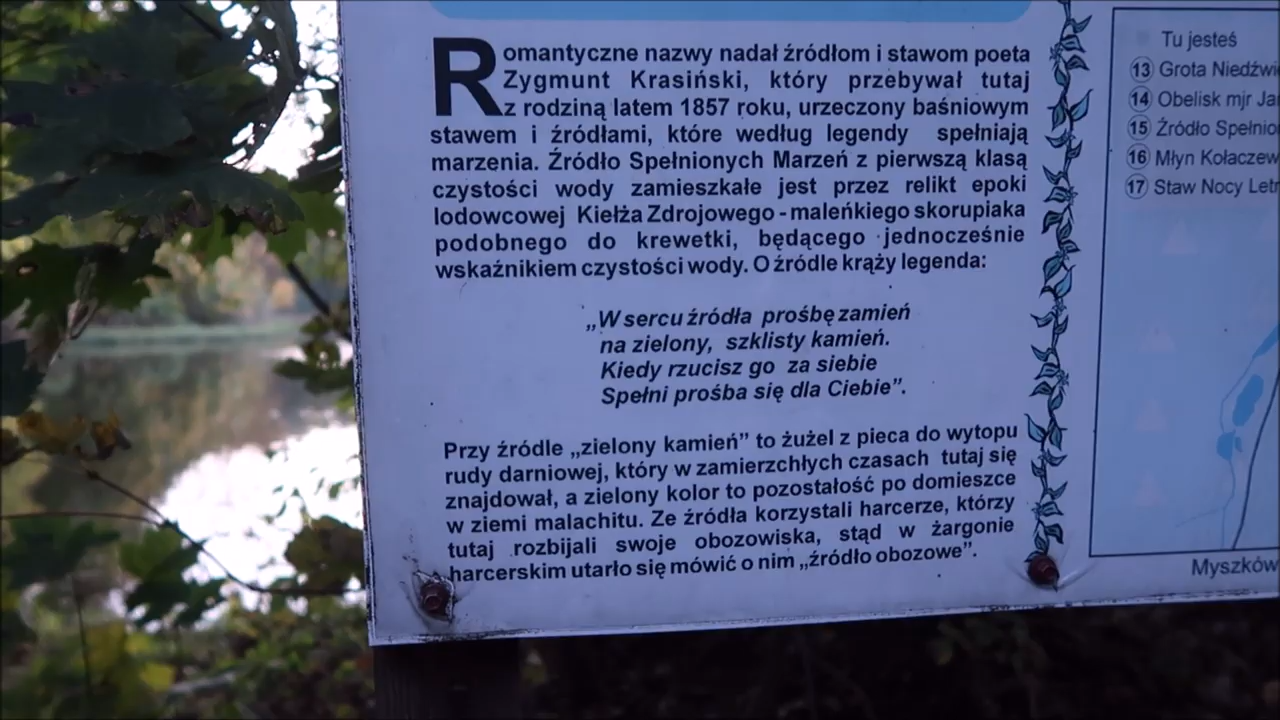 Romantyczne nazwy nadał źródłom i stawom poeta
Zygmunt Krasiński, który przebywał tutaj
z rodziną latem 1857 roku, urzeczony baśniowym
stawem i źródłami, które według legendy spełniają
marzenia. Źródło Spełnionych Marzeń z pierwszą klasą
czystości wody zamieszkałe jest przez relikt epoki
lodowcowej Kiełża Zdrojowego - maleńkiego skorupiaka
podobnego do krewetki, będącego jednocześnie
wskaźnikiem czystości wody. O źródle krąży legenda:
„W sercu źródła prośbę zamień
na zielony, szklisty kamień.
Kiedy rzucisz go za siebie
Spełni prośba się dla Ciebie”.
Przy źródle „zielony kamień” to żużel z pieca do wytopu
rudy darniowej, który w zamierzchłych czasach tutaj się
znajdował, a zielony kolor to pozostałość po domieszce
w ziemi malachitu. Ze źródła korzystali harcerze, którzy
tutaj rozbijali swoje obozowiska, stąd w żargonie
harcerskim utarło się mówić o nim „źródło obozowe”.
Tu jesteś
13 Grota Niedźwi
14 Obelisk mjr Ja
15 Źródło Spełnio
16 Młyn Kołaczew
17 Staw Nocy Letn
Myszków